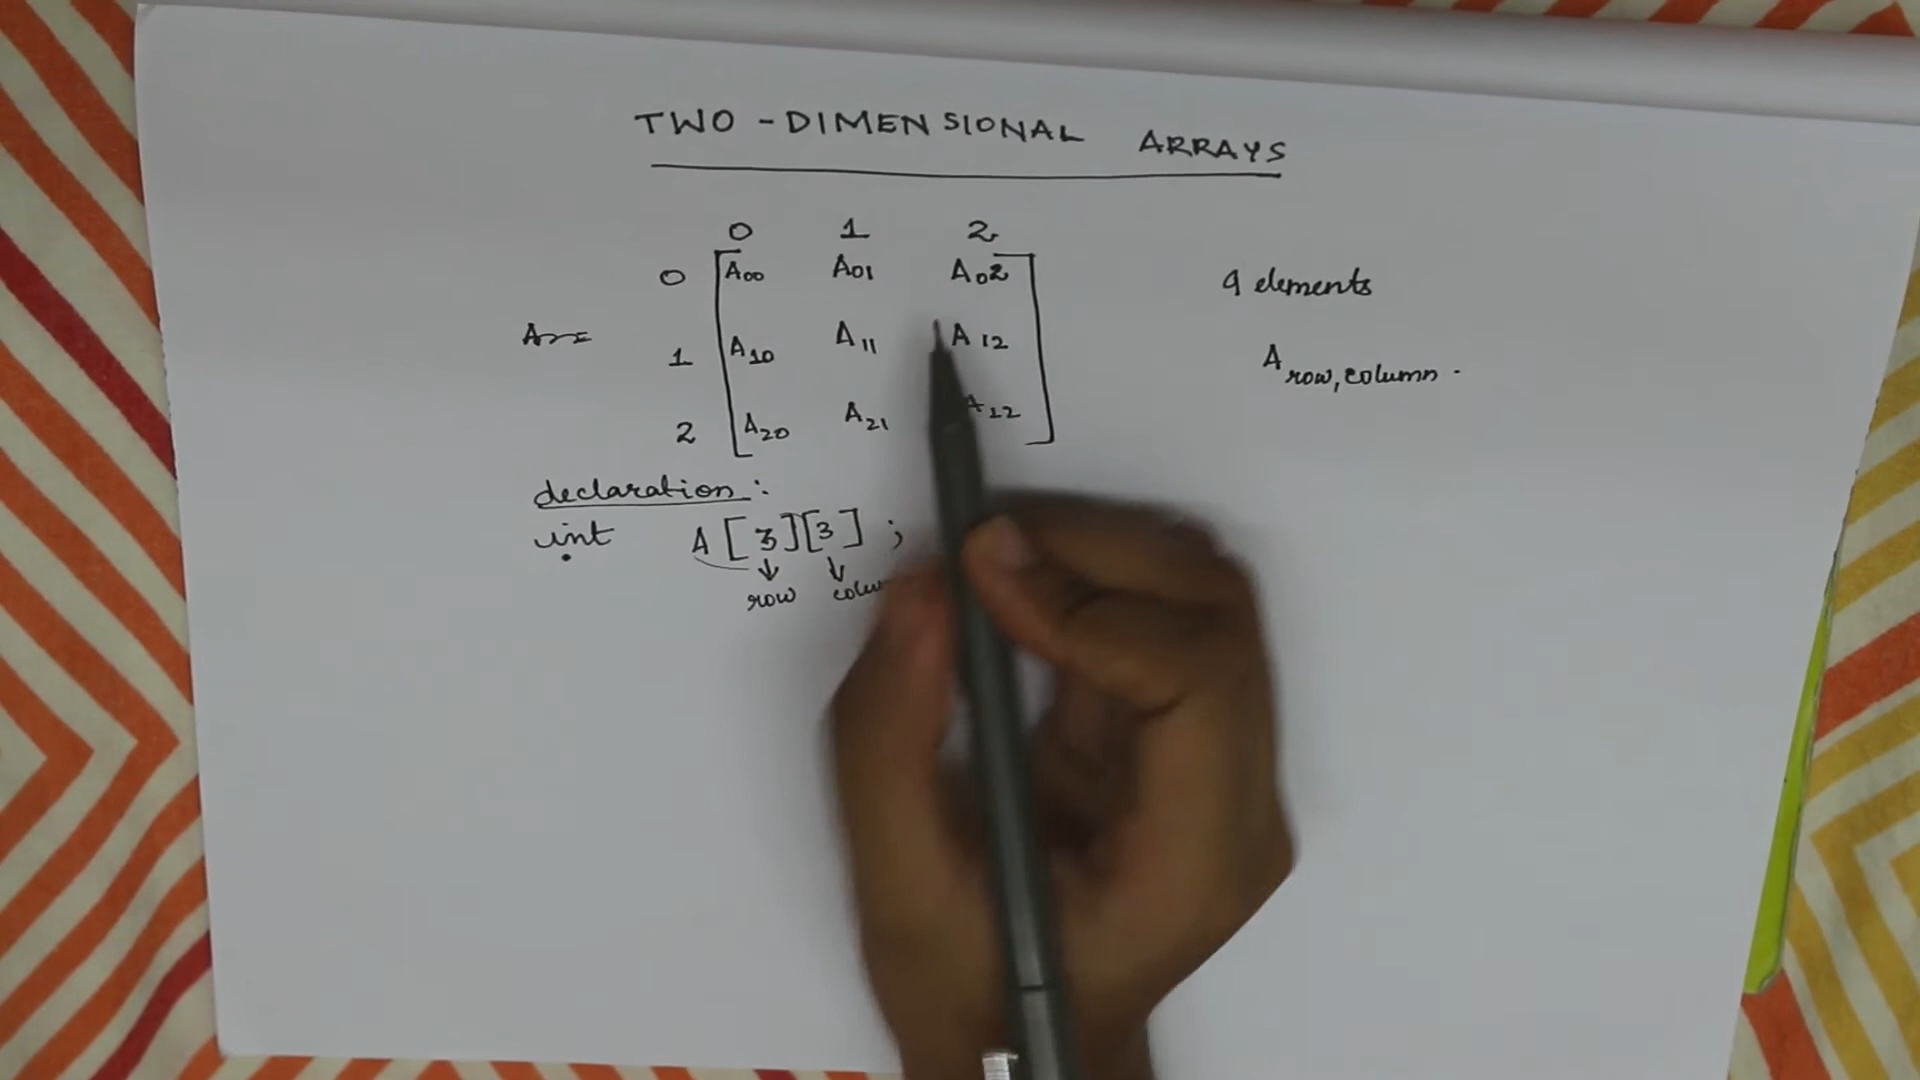 TWO-DIMENSIONAL ARRAYS
0 1 2
0 A00 A01 A02
9 elements
1 A10 A11 A12
A row, column.
2 A20 A21 A22
declaration:
int A[3][3];
row